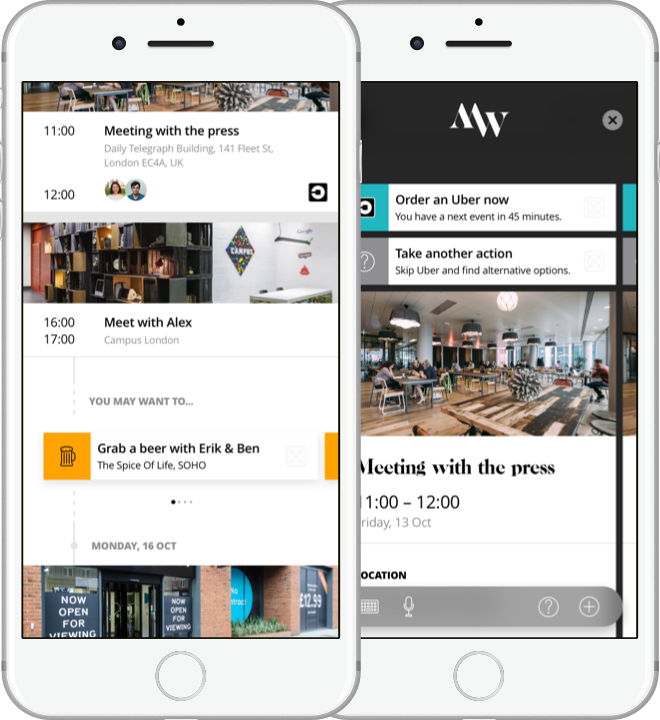 11:00
Meeting with the press
Daily Telegraph Building, 141 Fleet St,
London EC4A, UK
12:00
Google
CAMPUS
16:00
Meet with Alex
17:00
Campus London
YOU MAY WANT TO...
Grab a beer with Erik & Ben
The Spice Of Life, SOHO
MONDAY, 16 OCT
NOW
OPEN
FOR
VIEWING
NOW
OPEN
FOR
VIEWING
No
ntract
£12.99
MW
Order an Uber now
You have a next event in 45 minutes.
Take another action
Skip Uber and find alternative options.
Meeting with the press
11:00 – 12:00
riday, 13 Oct
OCATION